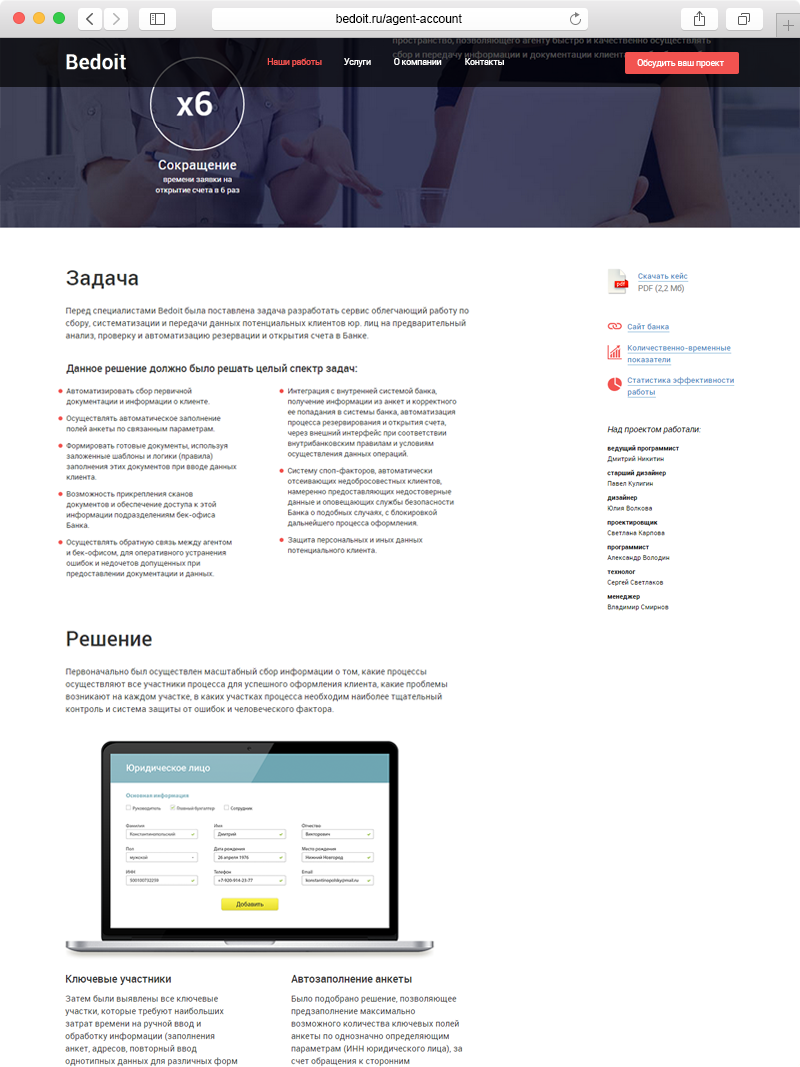 bedoit.ru/agent-account
пространство, позволяющего агенту быстро и качественно осуществлять
сбор и передачу информации и документации клиента
Bedoit
Наши работы
Услуги
О компании
Контакты
Обсудить ваш проект
x6
Сокращение
времени заявки на
открытие счета в 6 раз
Задача
Перед специалистами Bedoit была поставлена задача разработать сервис облегчающий работу по
сбору, систематизации и передачи данных потенциальных клиентов юр. лиц на предварительный
анализ, проверку и автоматизацию резервации и открытия счета в Банке.
Данное решение должно было решать целый спектр задач:
Автоматизировать сбор первичной
документации и информации о клиенте.
Осуществлять автоматическое заполнение
полей анкеты по связанным параметрам.
Формировать готовые документы, используя
заложенные шаблоны и логики (правила)
заполнения этих документов при вводе данных
клиента.
Возможность прикрепления сканов
документов и обеспечение доступа к этой
информации подразделениям бек-офиса
Банка.
Осуществлять обратную связь между агентом
и бек-офисом, для оперативного устранения
ошибок и недочетов допущенных при
предоставлении документации и данных.
Интеграция с внутренней системой банка,
получение информации из анкет и корректного
ее попадания в системы банка, автоматизация
процесса резервирования и открытия счета,
через внешний интерфейс при соответствии
внутрибанковским правилам и условиям
осуществления данных операций.
Систему споп-факторов, автоматически
отсеивающих недобросовестных клиентов,
намеренно предоставляющих недостоверные
данные и оповещающих службы безопасности
Банка о подобных случаях, с блокировкой
дальнейшего процесса оформления.
Защита персональных и иных данных
потенциального клиента.
Скачать кейс
PDF (2,2 Мб)
pdf
Сайт банка
Количественно-временные
показатели
Статистика эффективности
работы
Над проектом работали:
ведущий программист
Дмитрий Никитин
старший дизайнер
Павел Кулигин
дизайнер
Юлия Волкова
проектировщик
Светлана Карпова
программист
Александр Володин
технолог
Сергей Светлаков
менеджер
Владимир Смирнов
Решение
Первоначально был осуществлен масштабный сбор информации о том, какие процессы
осуществляют все участники процесса для успешного оформления клиента, какие проблемы
возникают на каждом участке, в каких участках процесса необходим наиболее тщательный
контроль и система защиты от ошибок и человеческого фактора.
Юридическое лицо
Основная информация
Руководитель Главный бухгалтер Сотрудник
Фамилия Имя Отчество
Константинопольский Дмитрий Викторович
Пол Дата рождения Место рождения
мужской 26 апреля 1976 Нижний Новгород
ИНН Телефон Email
500100732259 +7-920-914-23-77 konstantinopolsky@mail.ru
Добавить
Ключевые участники
Затем были выявлены все ключевые
участки, которые требуют наибольших
затрат времени на ручной ввод и
обработку информации (заполнения
анкет, адресов, повторный ввод
однотипных данных для различных форм
Автозаполнение анкеты
Было подобрано решение, позволяющее
предзаполнение максимально
возможного количества ключевых полей
анкеты по однозначно определяющим
параметрам (ИНН юридического лица), за
счет обращения к сторонним